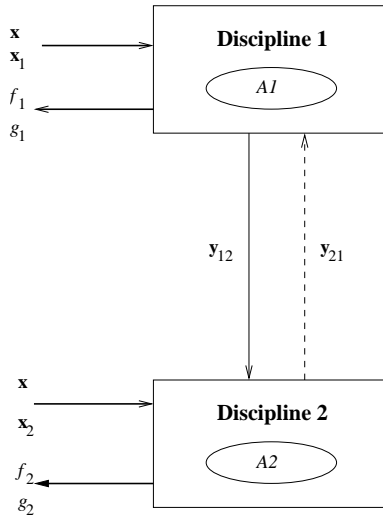 x
x1
Discipline 1
A1
f1
g1
y12
y21
x
x2
Discipline 2
A2
f2
g2